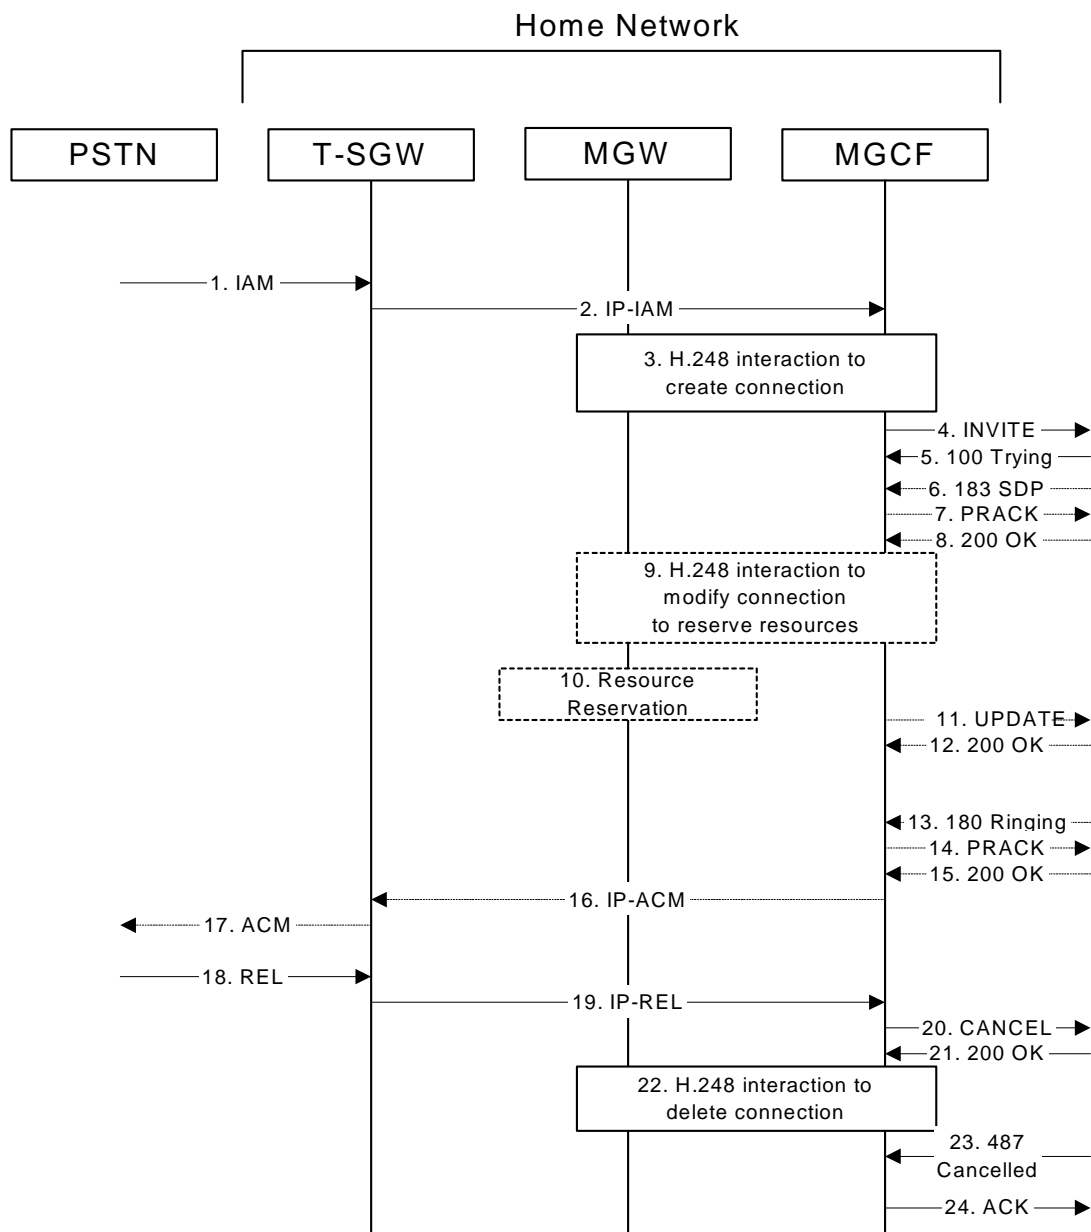 Home Network
PSTN
T-SGW
MGW
MGCF
1. IAM
2. IP-IAM
3. H.248 interaction to
create connection
4. INVITE
5. 100 Trying
6. 183 SDP
7. PRACK
8. 200 OK
9. H.248 interaction to
modify connection
to reserve resources
10. Resource
Reservation
11. UPDATE
12. 200 OK
13. 180 Ringing
14. PRACK
15. 200 OK
16. IP-ACM
17. ACM
18. REL
19. IP-REL
20. CANCEL
21. 200 OK
22. H.248 interaction to
delete connection
23. 487
Cancelled
24. ACK